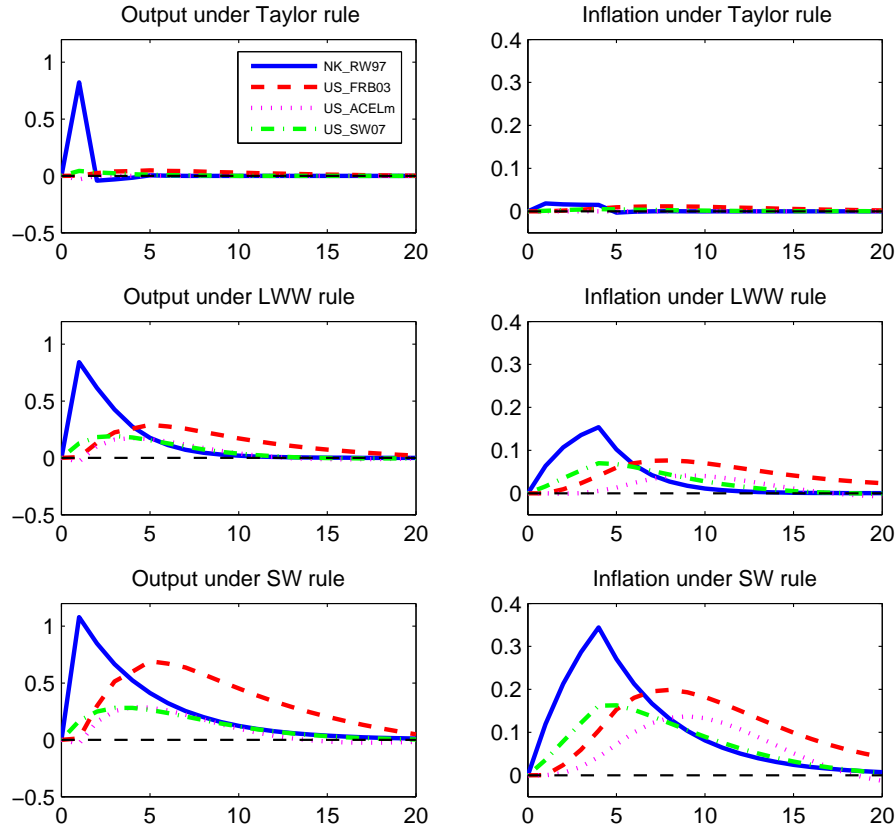 Output under Taylor rule
1
0.5
0
−0.5
0 5 10 15 20
NK_RW97
US_FRB03
US_ACELm
US_SW07
Inflation under Taylor rule
0.4
0.3
0.2
0.1
0
0 5 10 15 20
Output under LWW rule
1
0.5
0
−0.5
0 5 10 15 20
Inflation under LWW rule
0.4
0.3
0.2
0.1
0
0 5 10 15 20
Output under SW rule
1
0.5
0
−0.5
0 5 10 15 20
Inflation under SW rule
0.4
0.3
0.2
0.1
0
0 5 10 15 20